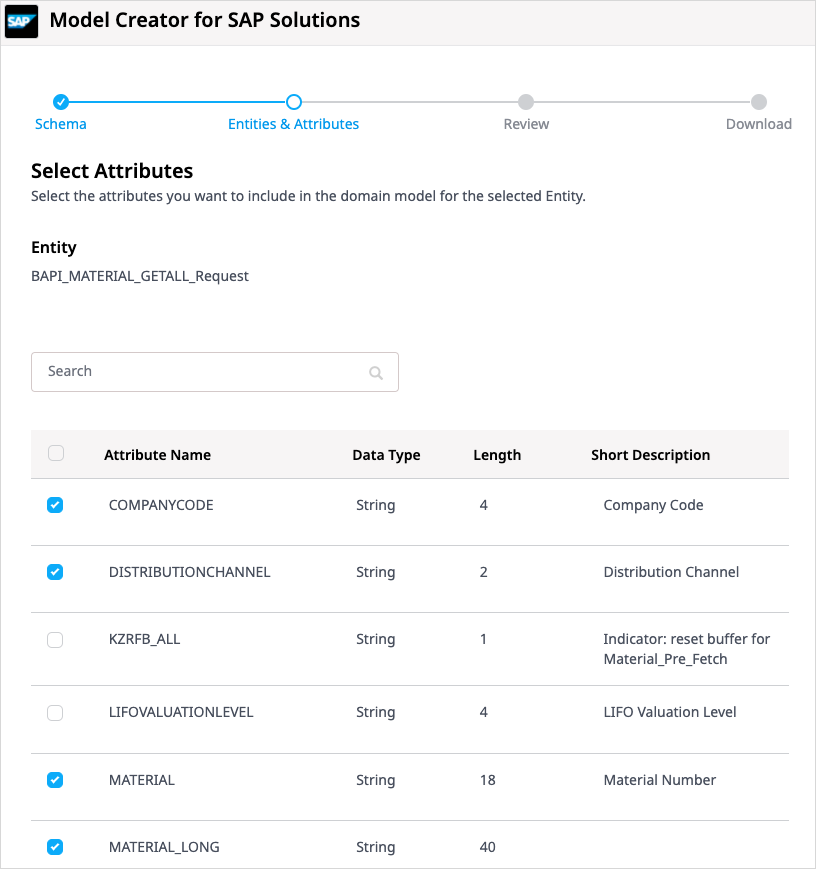 SAP
Model Creator for SAP Solutions
Schema
Entities & Attributes
Review
Download
Select Attributes
Select the attributes you want to include in the domain model for the selected Entity.
Entity
BAPI_MATERIAL_GETALL_Request
Search
Attribute Name Data Type Length Short Description
COMPANYCODE String 4 Company Code
DISTRIBUTIONCHANNEL String 2 Distribution Channel
KZRFB_ALL String 1 Indicator: reset buffer for
Material_Pre_Fetch
LIFOVALUATIONLEVEL String 4 LIFO Valuation Level
MATERIAL String 18 Material Number
MATERIAL_LONG String 40